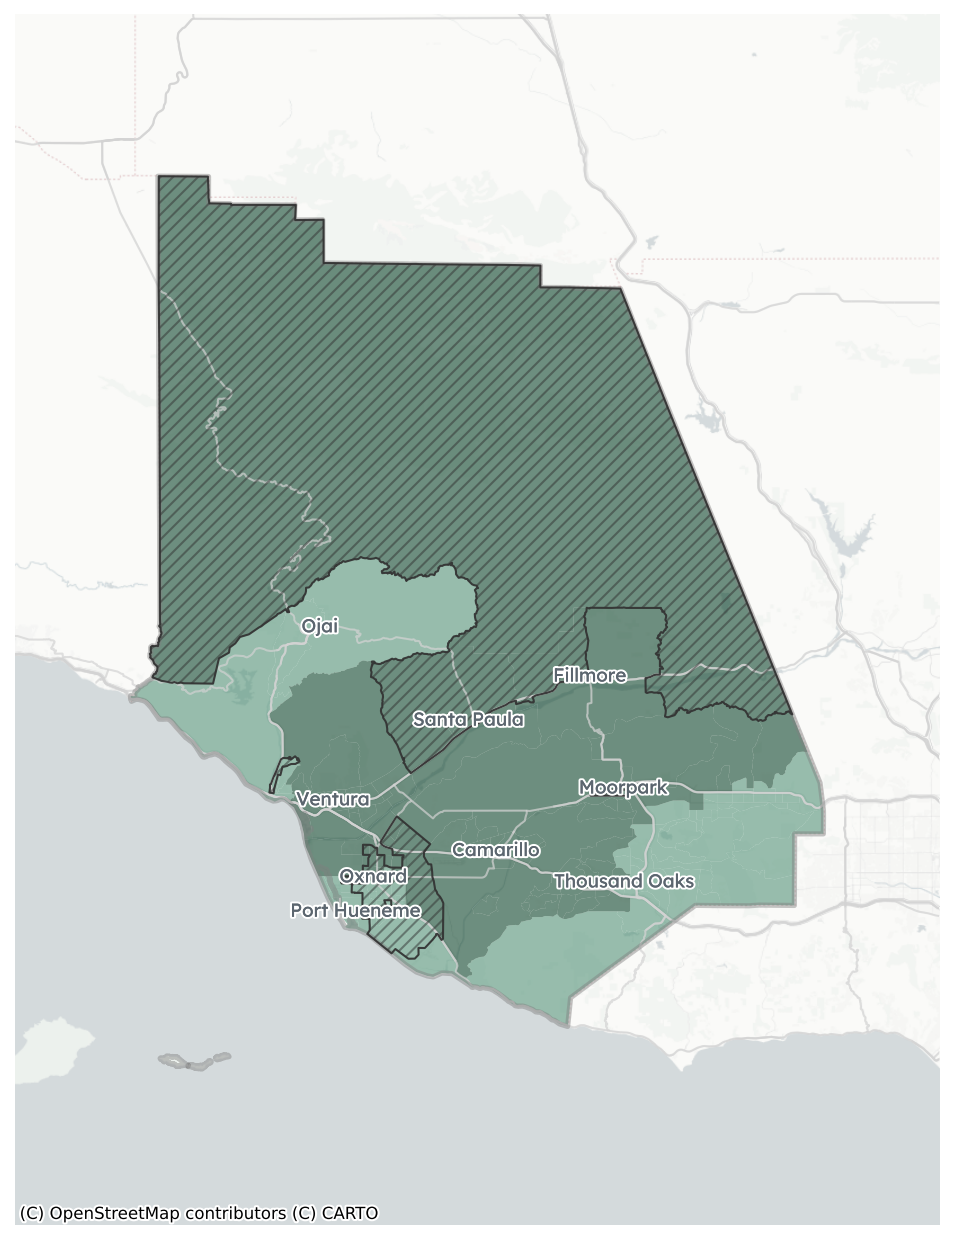 Ojai
Fillmore
Santa Paula
Moorpark
Ventura
Camarillo
Oxnard
Thousand Oaks
Port Hueneme
(C) OpenStreetMap contributors (C) CARTO